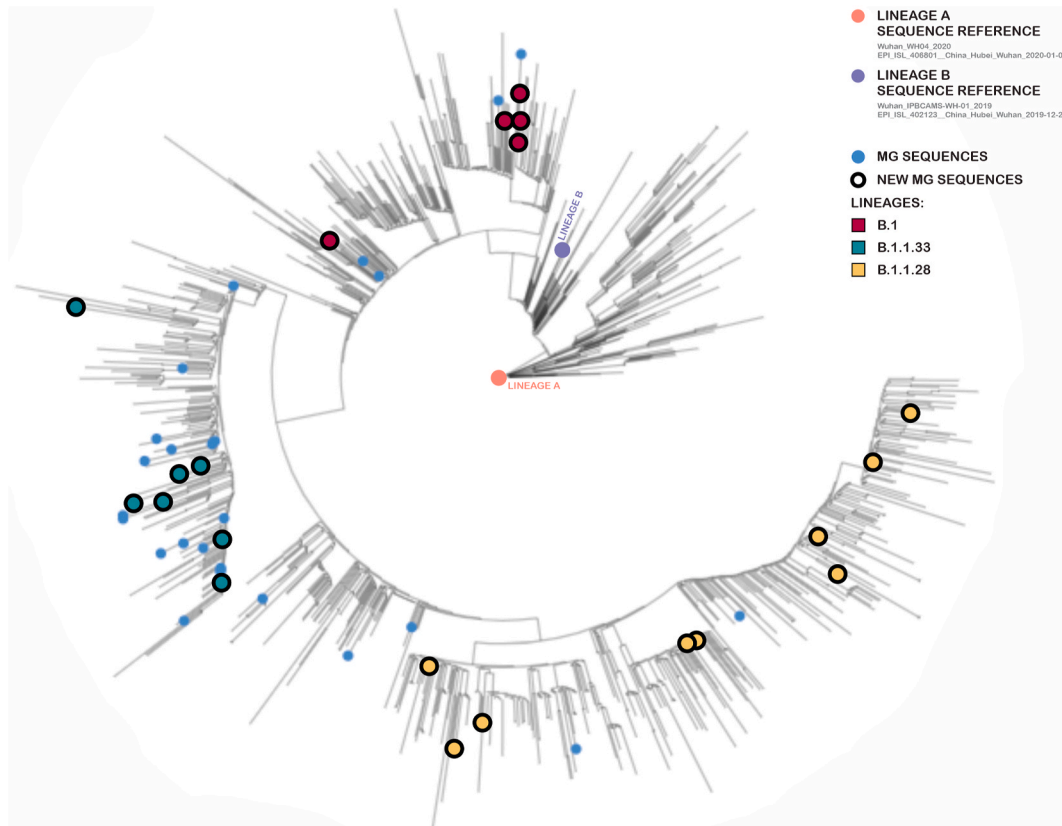 LINEAGE A
SEQUENCE REFERENCE
Wuhan_WH04_2020
EPI_ISL_406801__China_Hubei_Wuhan_2020-01-0
LINEAGE B
SEQUENCE REFERENCE
Wuhan_IPBCAMS-WH-01_2019
EPI_ISL_402123__China_Hubei_Wuhan_2019-12-2
MG SEQUENCES
NEW MG SEQUENCES
LINEAGES:
B.1
B.1.1.33
B.1.1.28
LINEAGE B
LINEAGE A